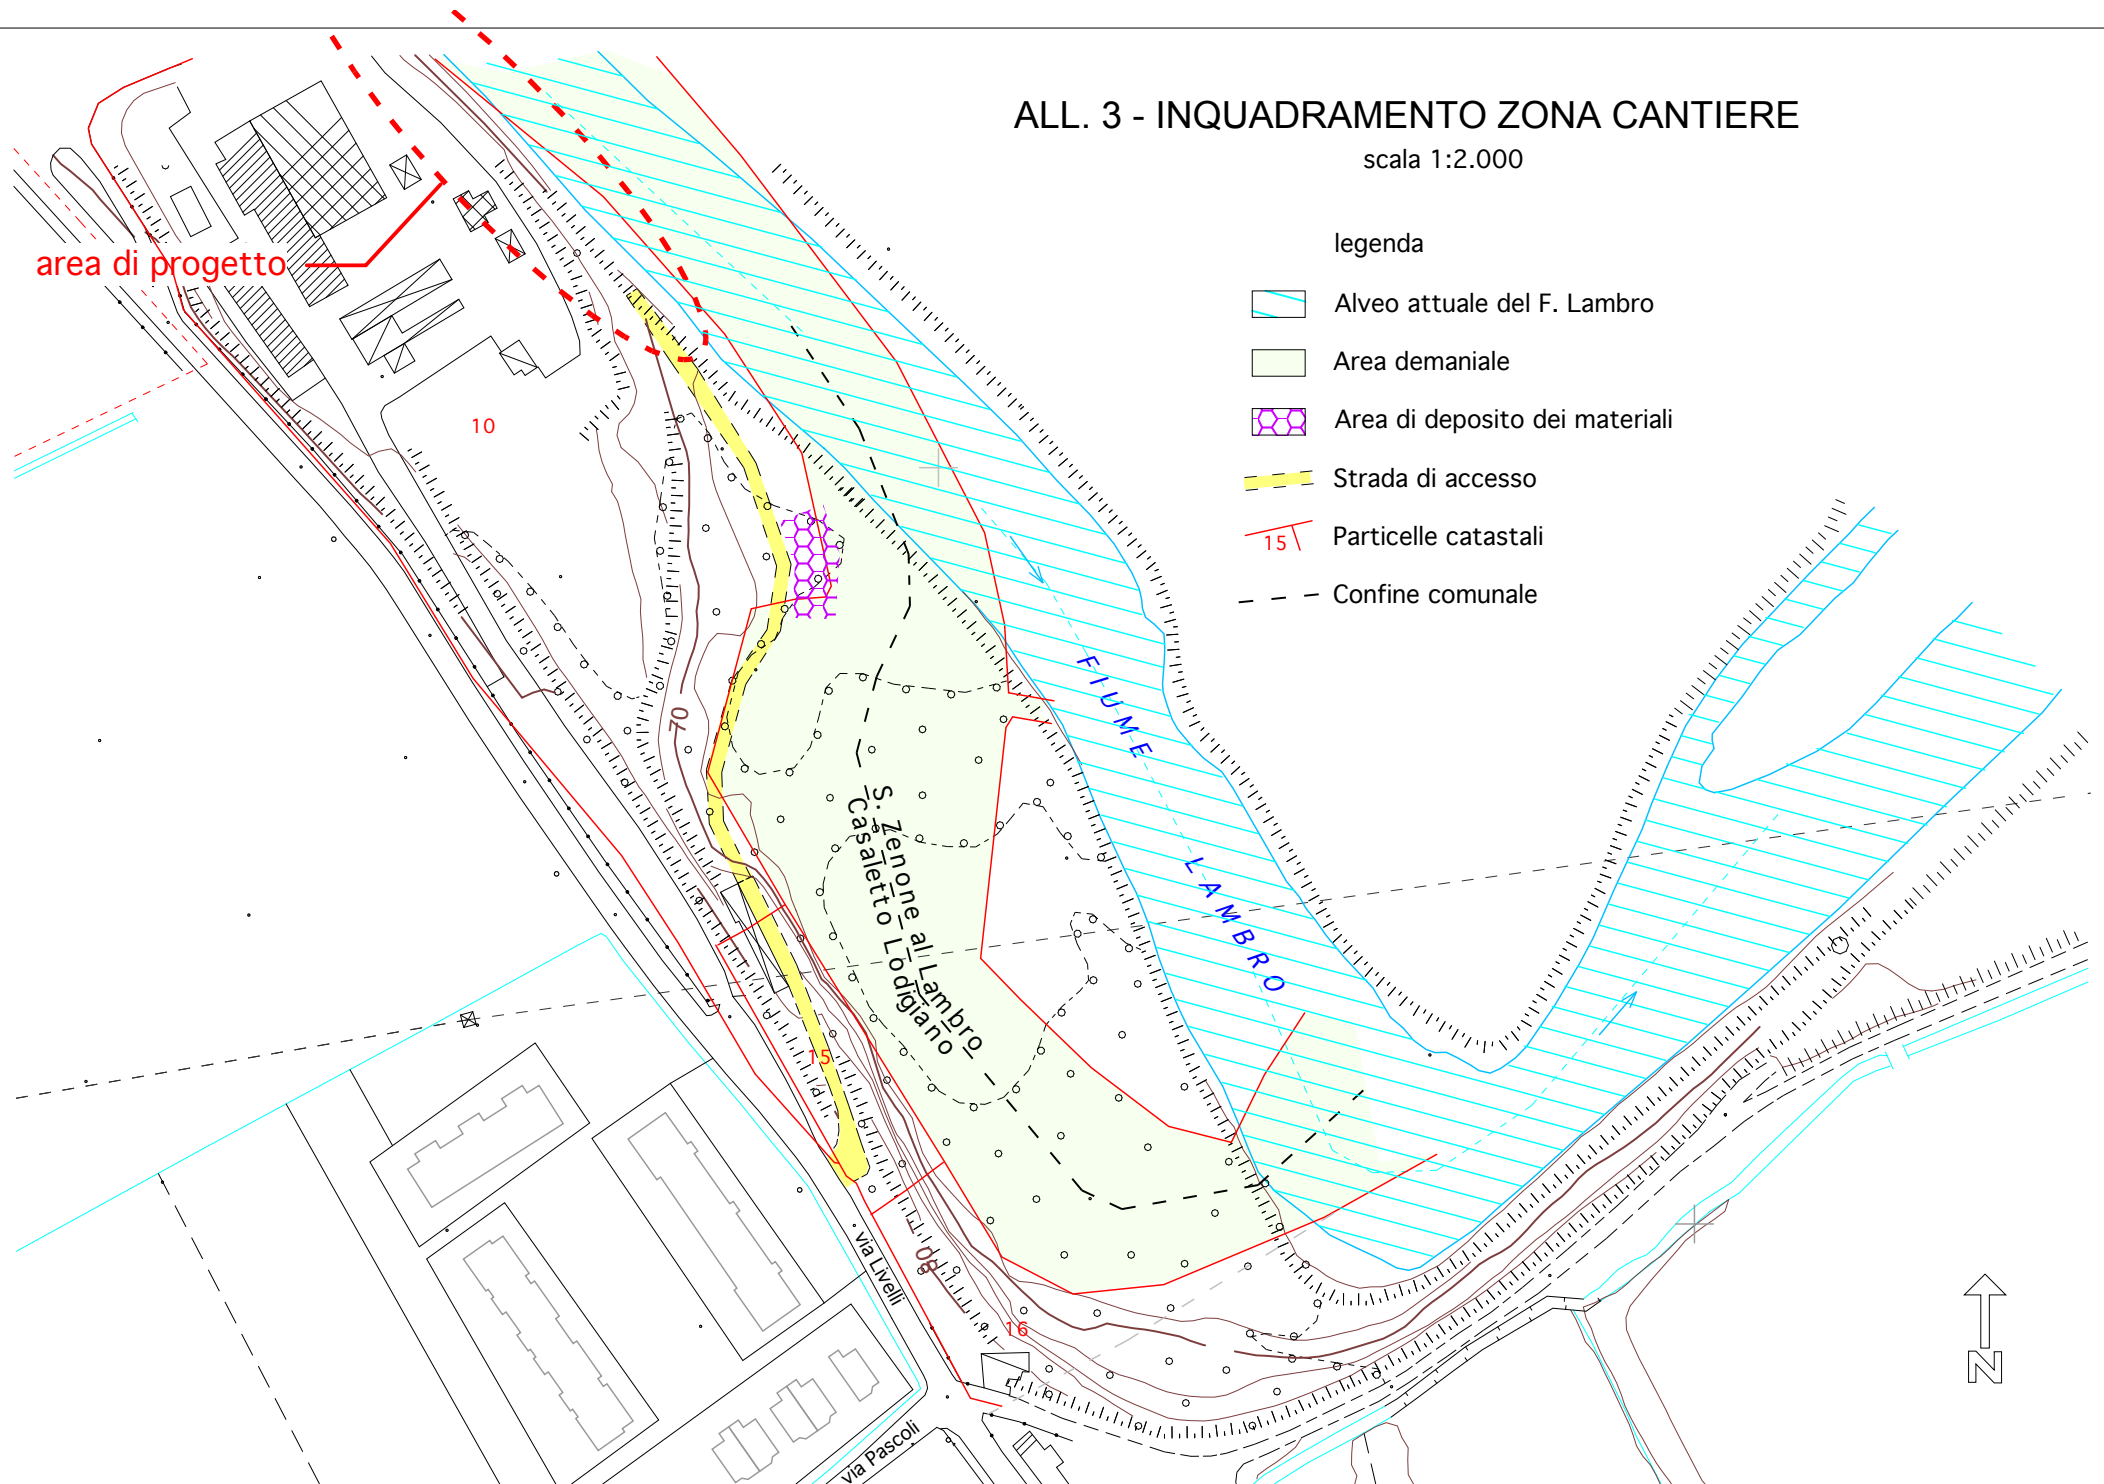 ALL. 3 - INQUADRAMENTO ZONA CANTIERE
scala 1:2.000
legenda
Alveo attuale del F. Lambro
Area demaniale
Area di deposito dei materiali
Strada di accesso
15
Particelle catastali
Confine comunale
area di progetto
10
70
FIUME
LAMBRO
S. Zenone al Lambro
Casaletto Lodigiano
15
80
via Livelli
16
via Pascoli
N